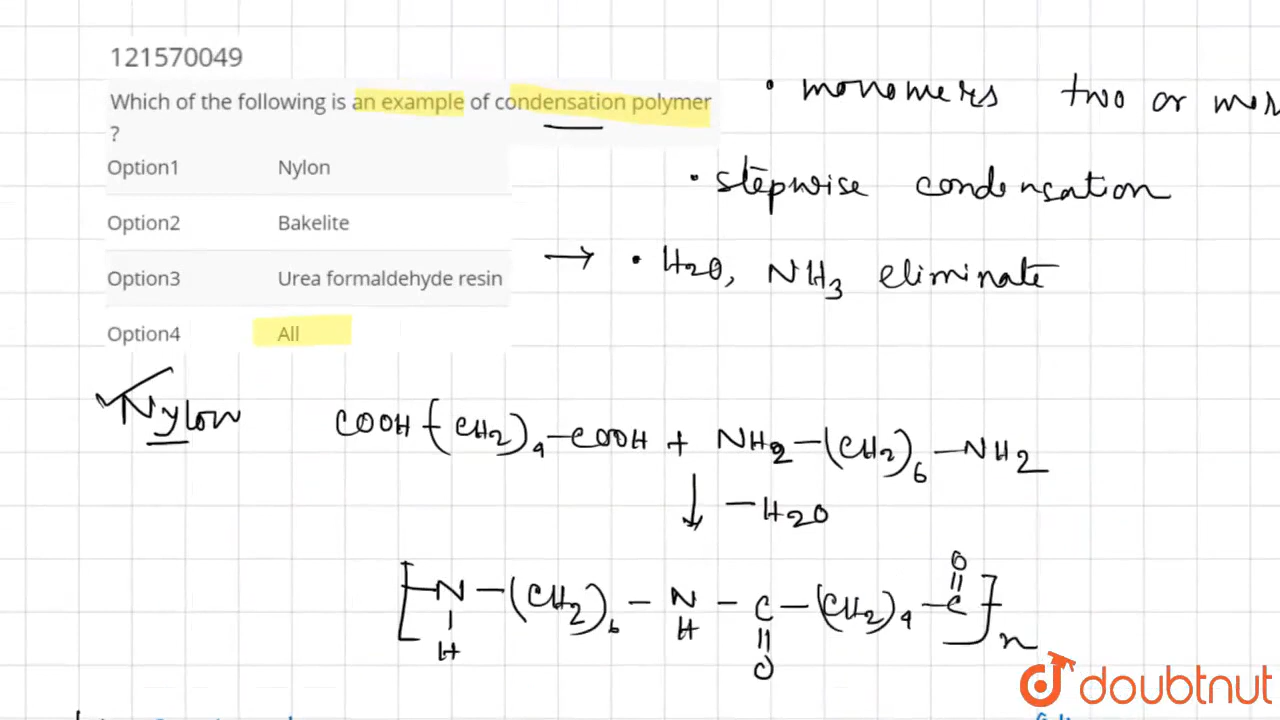 121570049
Which of the following is an example of condensation polymer
?
Option1 Nylon
Option2 Bakelite
Option3 Urea formaldehyde resin
Option4 All
• monomers two or mor
• stepwise condensation
→ • H2O, NH3 eliminate
Nylon
COOH-(CH2)4-COOH + NH2-(CH2)6-NH2
↓ -H2O
[-N-(CH2)6-N-C-(CH2)4-C-]n
H H O O
doubtnut